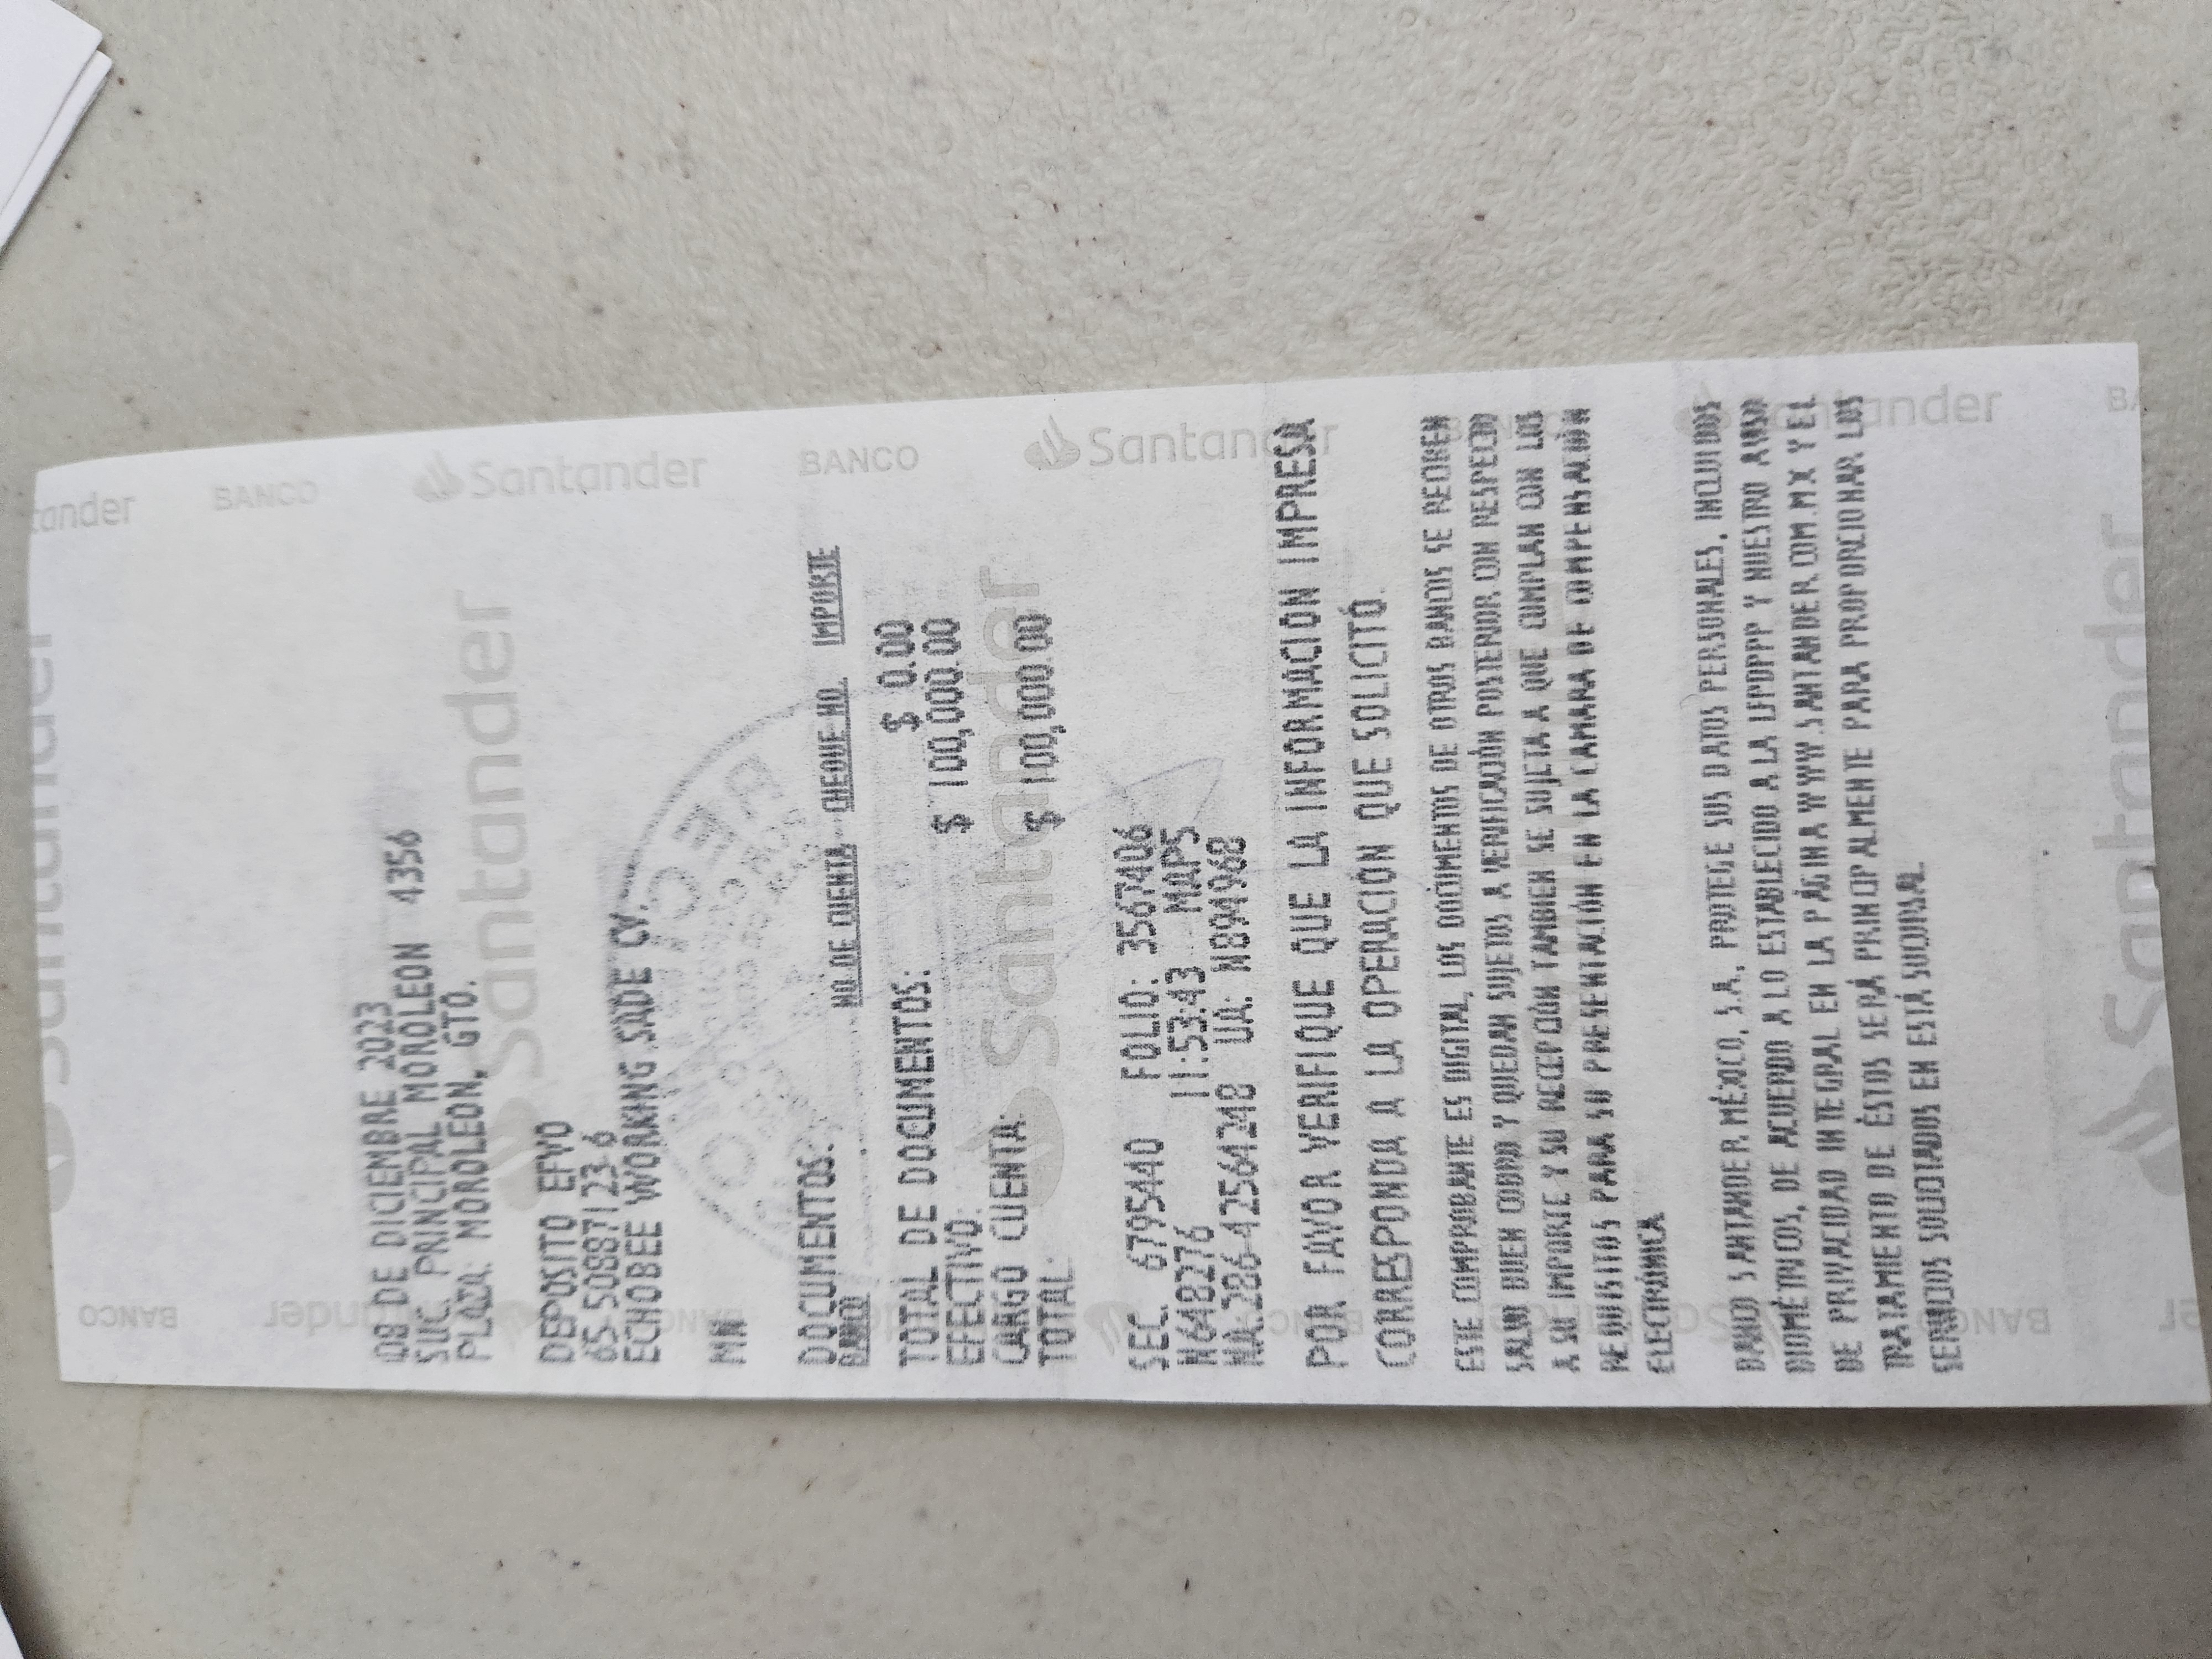 08 DE DICIEMBRE 2023
SUC. PRINCIPAL MOROLEON 4356
PLAZA: MOROLEON, GTO.
DEPOSITO EFVO
65-50887123-6
ECHOBEE WORKING SADE CV.
MN
DOCUMENTOS:
BANCO NO. DE CUENTA CHEQUE NO. IMPORTE
TOTAL DE DOCUMENTOS: $ 0.00
EFECTIVO: $ 100,000.00
CARGO CUENTA:
TOTAL: $ 100,000.00
SEC. 6795440 FOLIO: 3567406
N648276 11:53:43 MAPS
NA.286-42564248 UA: N894968
POR FAVOR VERIFIQUE QUE LA INFORMACION IMPRESA
CORRESPONDA A LA OPERACIÓN QUE SOLICITÓ.
ESTE COMPROBANTE ES DIGITAL, LOS DOCUMENTOS DE OTROS BANCOS SE RECIBEN
SALVO BUEN COBRO Y QUEDAN SUJETOS A VERIFICACIÓN POSTERIOR CON RESPECTO
A SU IMPORTE Y SU RECEPCIÓN TAMBIEN SE SUJETA A QUE CUMPLAN CON LOS
REQUISITOS PARA SU PRESENTACIÓN EN LA CAMARA DE COMPENSACIÓN
ELECTRÓNICA
BANCO SANTANDER MÉXICO, S.A., PROTEGE SUS DATOS PERSONALES, INCLUIDOS
BIOMÉTRICOS, DE ACUERDO A LO ESTABLECIDO A LA LFPDPPP Y NUESTRO AVISO
DE PRIVACIDAD INTEGRAL EN LA PÁGINA WWW.SANTANDER.COM.MX Y EL
TRATAMIENTO DE ÉSTOS SERÁ PRINCIPALMENTE PARA PROPORCIONAR LOS
SERVICIOS SOLICITADOS EN ESTÁ SUCURSAL.
BANCO
Santander